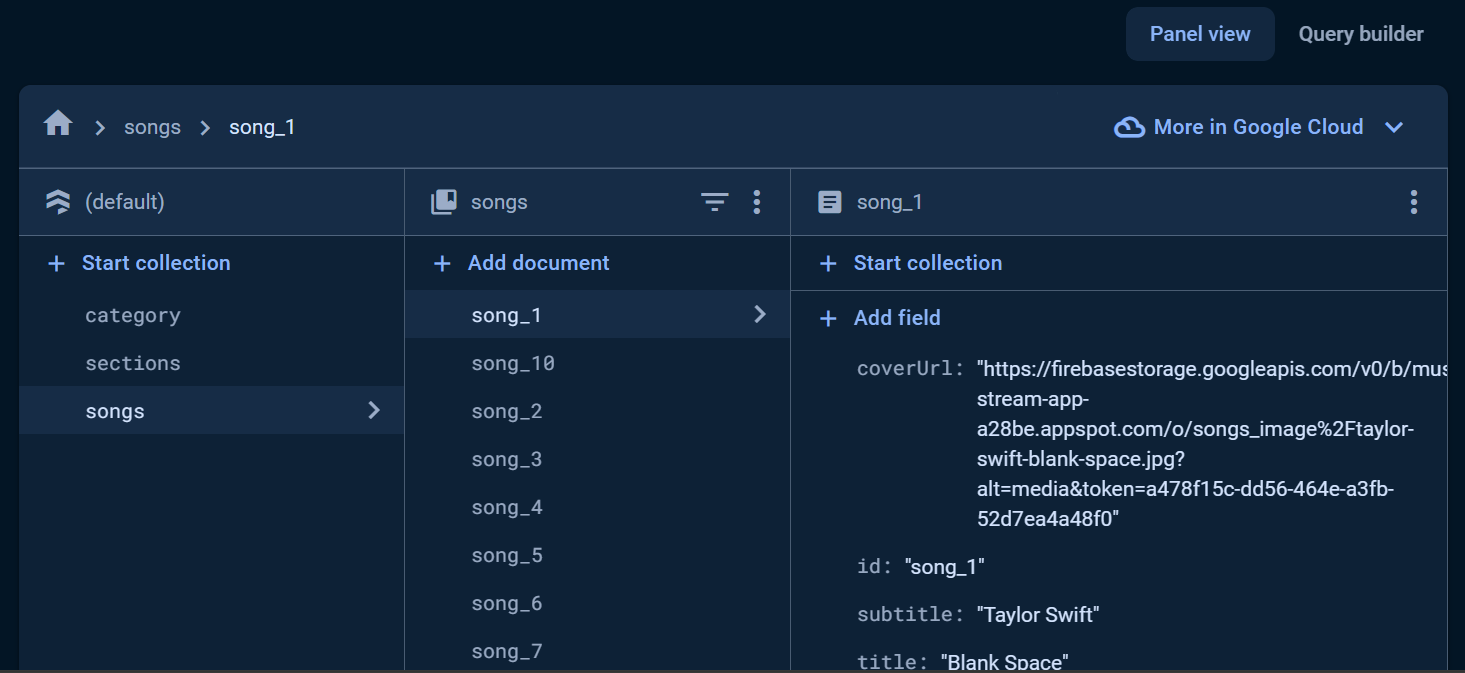 Panel view
Query builder
songs
song_1
More in Google Cloud
(default)
songs
song_1
+ Start collection
category
sections
songs
+ Add document
song_1
song_10
song_2
song_3
song_4
song_5
song_6
song_7
+ Start collection
+ Add field
coverUrl: "https://firebasestorage.googleapis.com/v0/b/mus
stream-app-
a28be.appspot.com/o/songs_image%2Ftaylor-
swift-blank-space.jpg?
alt=media&token=a478f15c-dd56-464e-a3fb-
52d7ea4a48f0"
id: "song_1"
subtitle: "Taylor Swift"
title: "Blank Space"